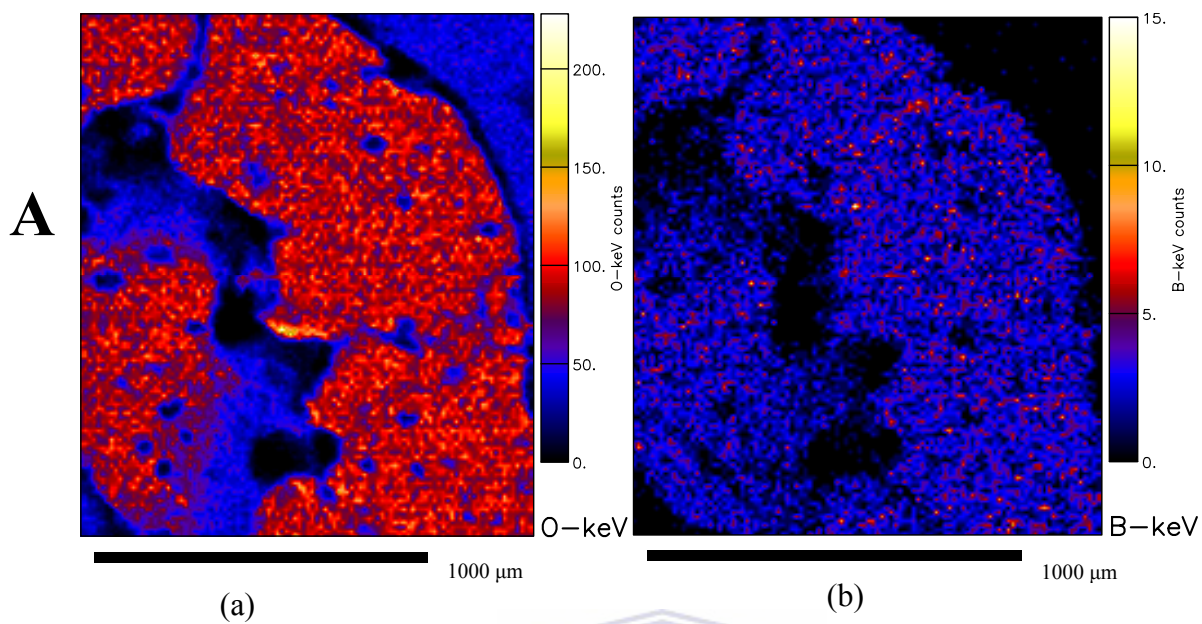 A
200.
150.
100.
50.
0.
O-keV counts
O-keV
1000 μm
(a)
15.
10.
5.
0.
B-keV counts
B-keV
1000 μm
(b)